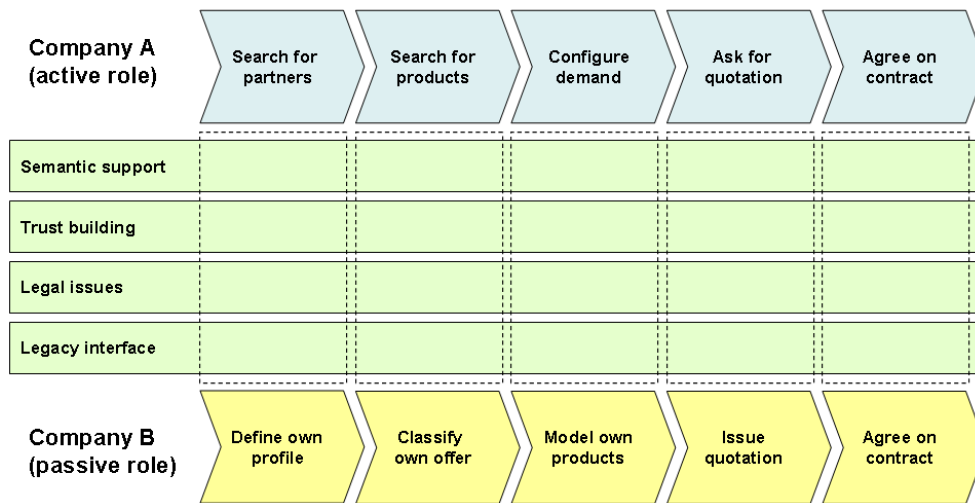 Company A
(active role)
Search for
partners
Search for
products
Configure
demand
Ask for
quotation
Agree on
contract
Semantic support
Trust building
Legal issues
Legacy interface
Company B
(passive role)
Define own
profile
Classify
own offer
Model own
products
Issue
quotation
Agree on
contract